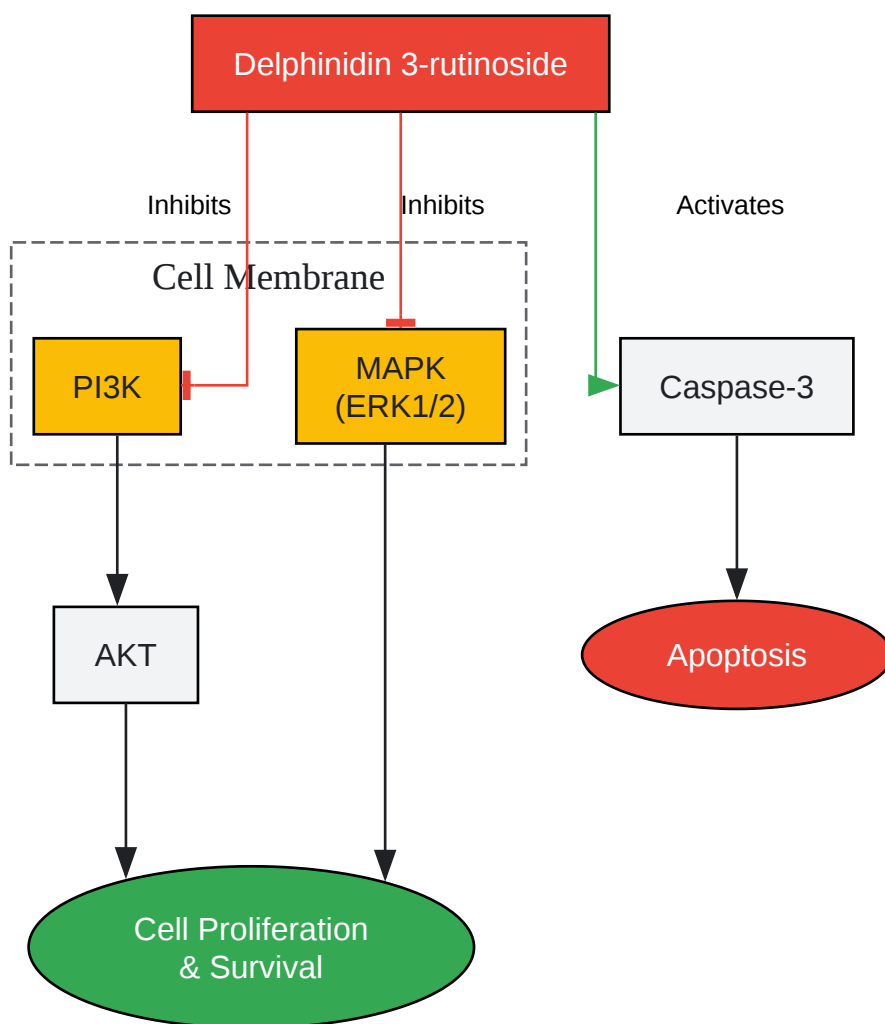 Delphinidin 3-rutinoside
Inhibits
Inhibits
Activates
Cell Membrane
PI3K
MAPK
(ERK1/2)
Caspase-3
AKT
Apoptosis
Cell Proliferation
& Survival